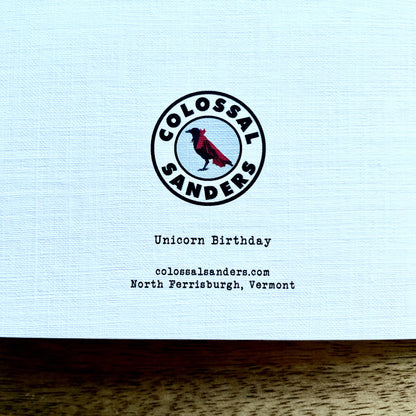 COLOSSAL
SANDERS
Unicorn Birthday
colossalsanders.com
North Ferrisburgh, Vermont